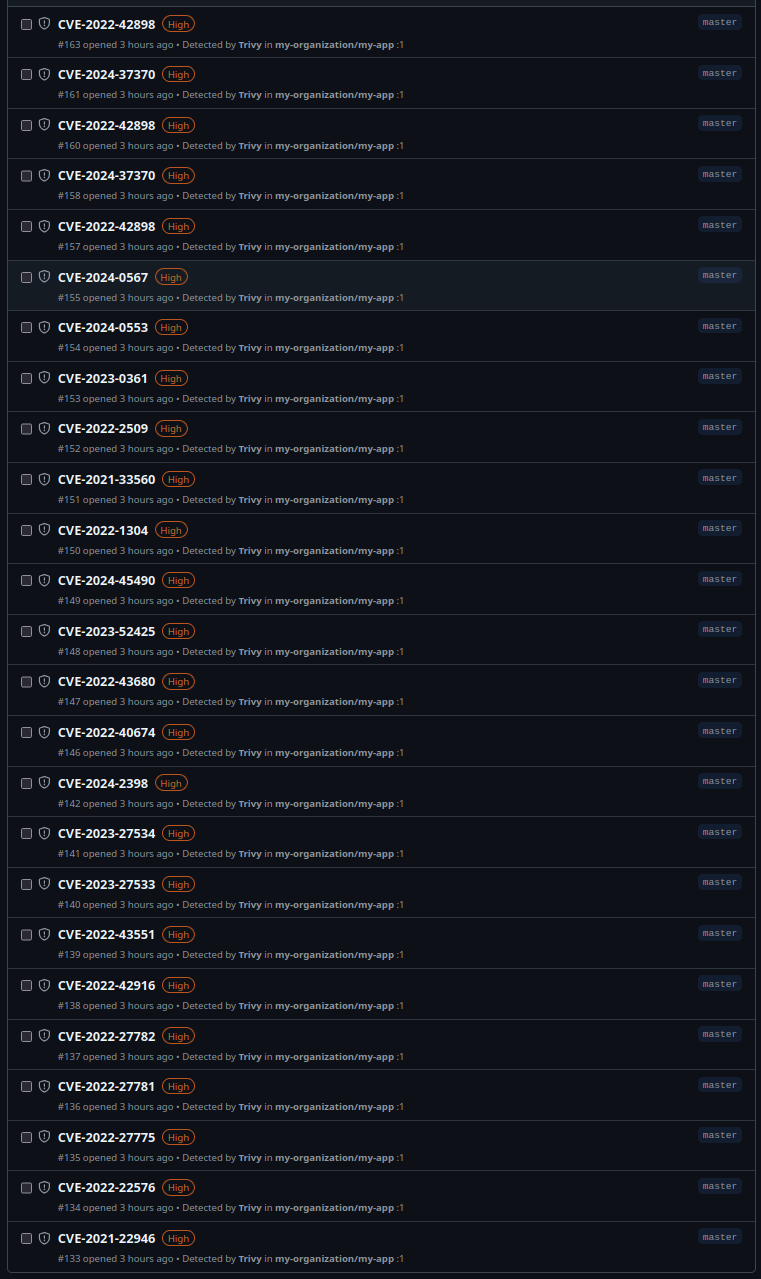 CVE-2022-42898 High master
#163 opened 3 hours ago • Detected by Trivy in my-organization/my-app :1
CVE-2024-37370 High master
#161 opened 3 hours ago • Detected by Trivy in my-organization/my-app :1
CVE-2022-42898 High master
#160 opened 3 hours ago • Detected by Trivy in my-organization/my-app :1
CVE-2024-37370 High master
#158 opened 3 hours ago • Detected by Trivy in my-organization/my-app :1
CVE-2022-42898 High master
#157 opened 3 hours ago • Detected by Trivy in my-organization/my-app :1
CVE-2024-0567 High master
#155 opened 3 hours ago • Detected by Trivy in my-organization/my-app :1
CVE-2024-0553 High master
#154 opened 3 hours ago • Detected by Trivy in my-organization/my-app :1
CVE-2023-0361 High master
#153 opened 3 hours ago • Detected by Trivy in my-organization/my-app :1
CVE-2022-2509 High master
#152 opened 3 hours ago • Detected by Trivy in my-organization/my-app :1
CVE-2021-33560 High master
#151 opened 3 hours ago • Detected by Trivy in my-organization/my-app :1
CVE-2022-1304 High master
#150 opened 3 hours ago • Detected by Trivy in my-organization/my-app :1
CVE-2024-45490 High master
#149 opened 3 hours ago • Detected by Trivy in my-organization/my-app :1
CVE-2023-52425 High master
#148 opened 3 hours ago • Detected by Trivy in my-organization/my-app :1
CVE-2022-43680 High master
#147 opened 3 hours ago • Detected by Trivy in my-organization/my-app :1
CVE-2022-40674 High master
#146 opened 3 hours ago • Detected by Trivy in my-organization/my-app :1
CVE-2024-2398 High master
#142 opened 3 hours ago • Detected by Trivy in my-organization/my-app :1
CVE-2023-27534 High master
#141 opened 3 hours ago • Detected by Trivy in my-organization/my-app :1
CVE-2023-27533 High master
#140 opened 3 hours ago • Detected by Trivy in my-organization/my-app :1
CVE-2022-43551 High master
#139 opened 3 hours ago • Detected by Trivy in my-organization/my-app :1
CVE-2022-42916 High master
#138 opened 3 hours ago • Detected by Trivy in my-organization/my-app :1
CVE-2022-27782 High master
#137 opened 3 hours ago • Detected by Trivy in my-organization/my-app :1
CVE-2022-27781 High master
#136 opened 3 hours ago • Detected by Trivy in my-organization/my-app :1
CVE-2022-27775 High master
#135 opened 3 hours ago • Detected by Trivy in my-organization/my-app :1
CVE-2022-22576 High master
#134 opened 3 hours ago • Detected by Trivy in my-organization/my-app :1
CVE-2021-22946 High master
#133 opened 3 hours ago • Detected by Trivy in my-organization/my-app :1